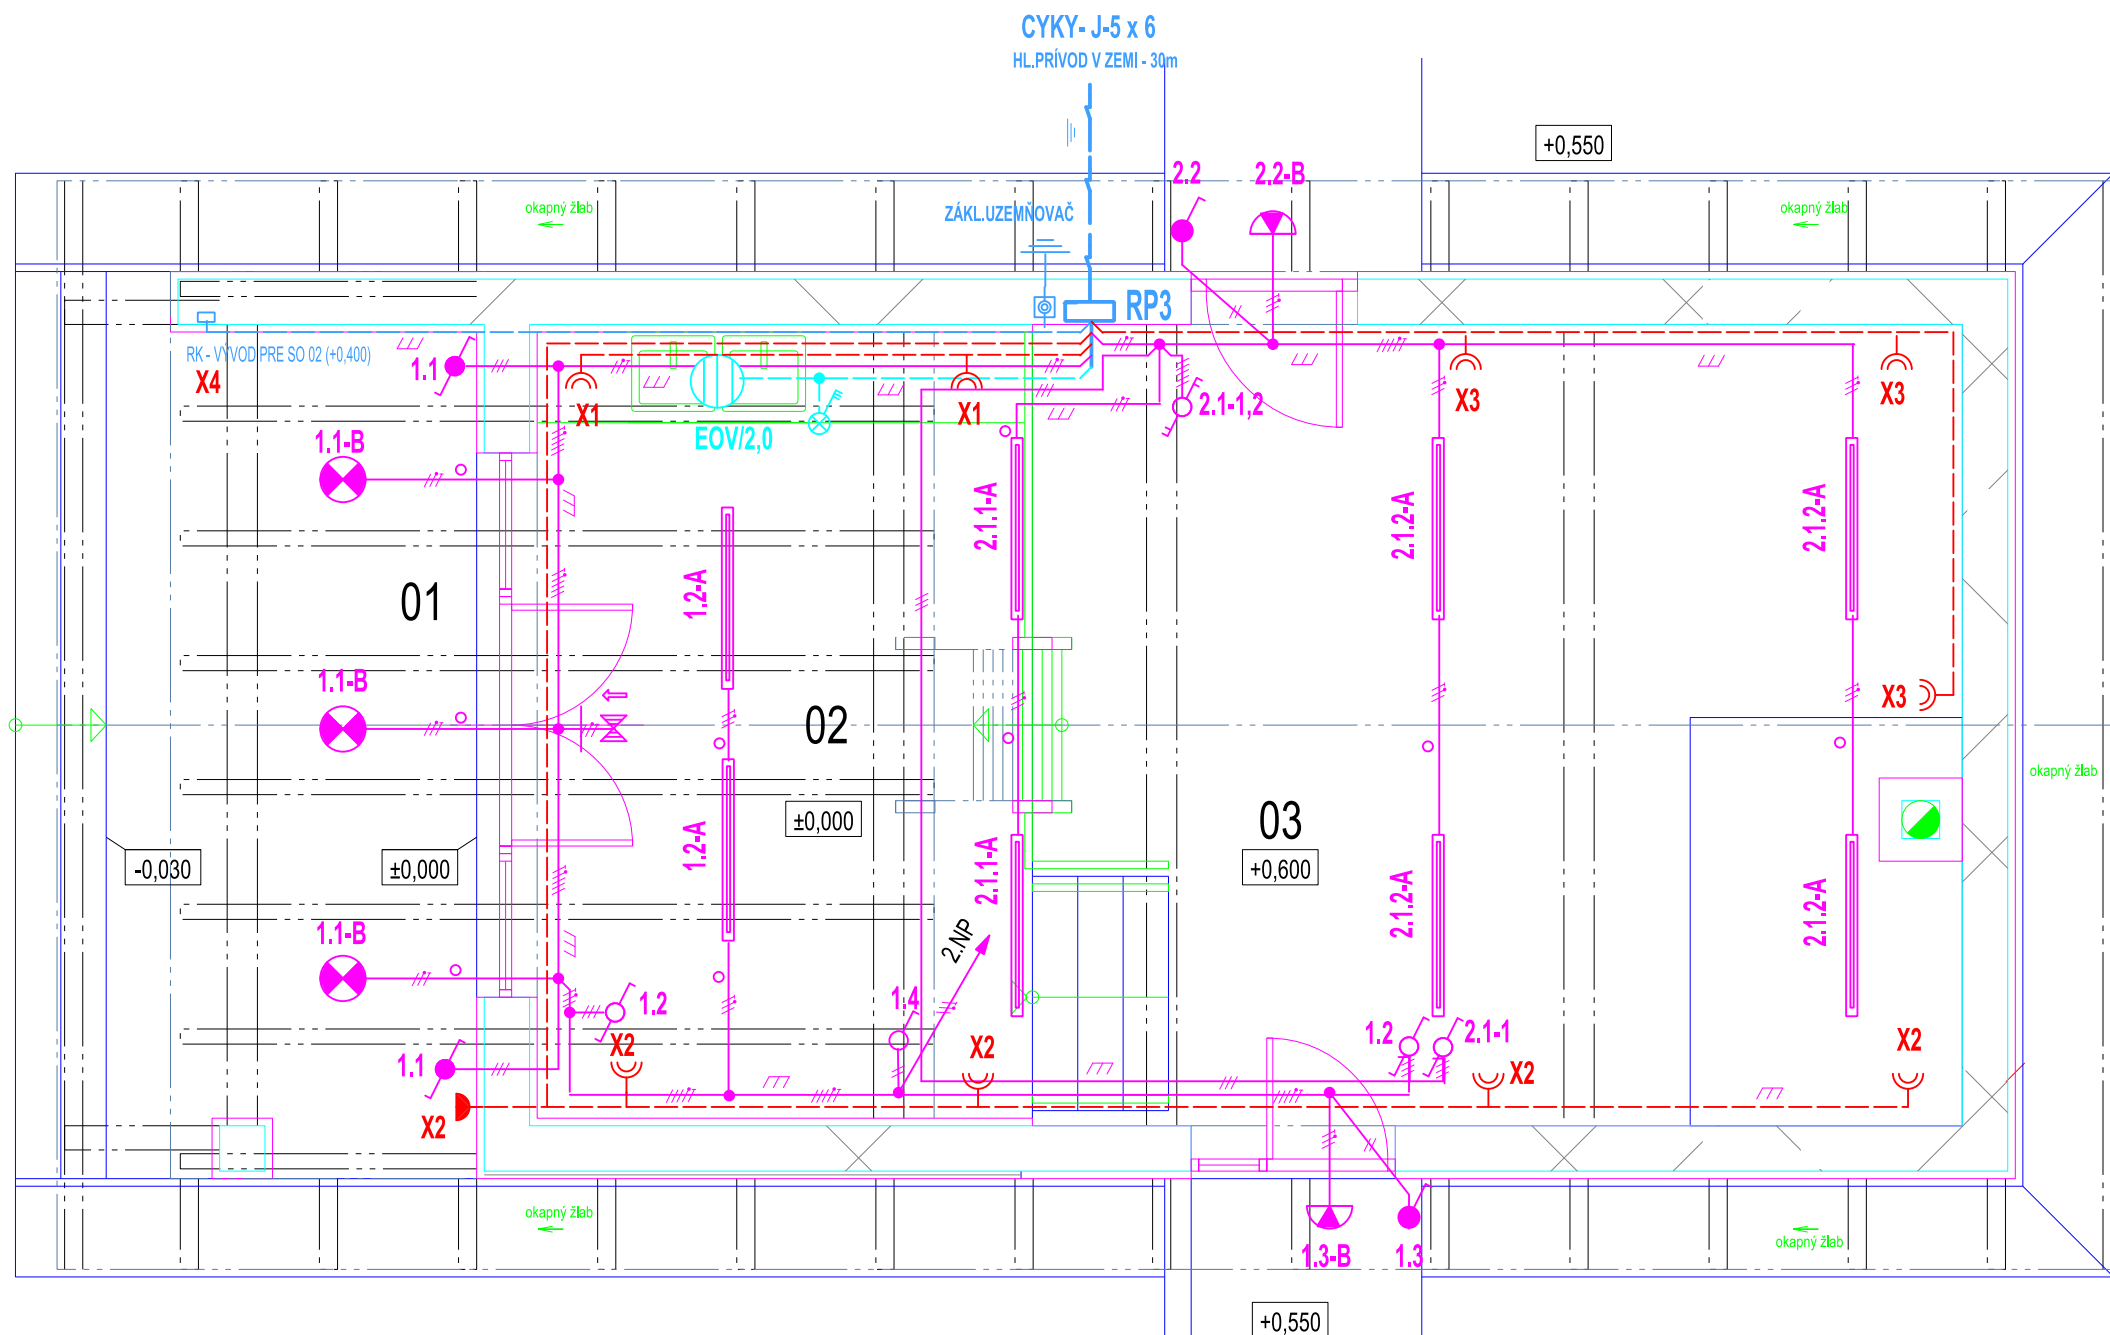 CYKY- J-5 x 6
HL.PRÍVOD V ZEMI - 30m
+0,550
2.2
2.2-B
okapný žlab
ZÁKL.UZEMŇOVAČ
okapný žlab
RP3
RK - VÝVOD PRE SO 02 (+0,400)
X4
1.1
X1
X1
2.1-1,2
X3
X3
EOV/2,0
1.1-B
2.1.1-A
2.1.2-A
2.1.2-A
01
1.2-A
1.1-B
02
X3
okapný žlab
±0,000
03
-0,030
±0,000
1.2-A
2.1.1-A
+0,600
2.1.2-A
2.1.2-A
1.1-B
2.NP
1.2
1.4
1.1
X2
X2
1.2
2.1-1
X2
X2
X2
okapný žlab
1.3-B
1.3
okapný žlab
+0,550